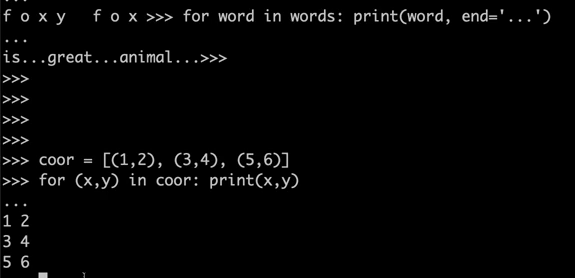 ...
f o x y   f o x >>> for word in words: print(word, end='...')
...
is...great...animal...>>>
>>>
>>>
>>>
>>>
>>> coor = [(1,2), (3,4), (5,6)]
>>> for (x,y) in coor: print(x,y)
...
1 2
3 4
5 6